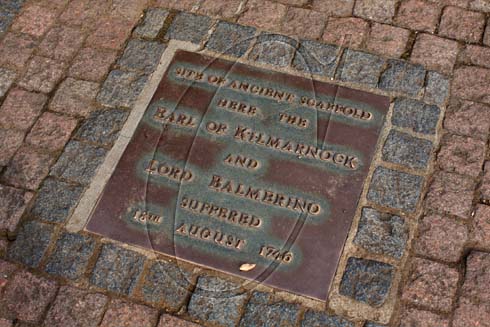 SITE OF ANCIENT SCAFFOLD
HERE THE
EARL OF KILMARNOCK
AND
LORD BALMERINO
SUFFERED
18TH AUGUST 1746